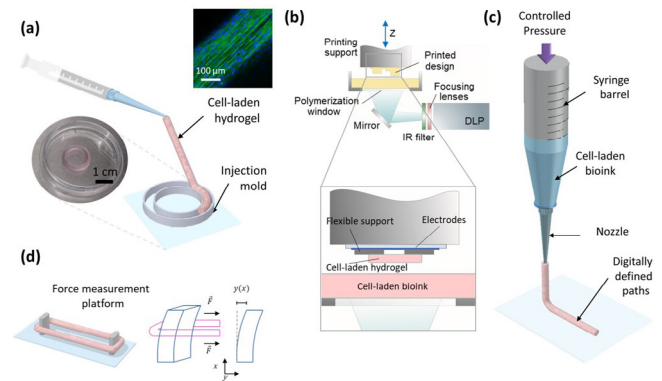 (a)
100 μm
Cell-laden
hydrogel
1 cm
Injection
mold
(b)
Z
Printing
support
Printed
design
Polymerization
window
Focusing
lenses
Mirror
IR filter
DLP
Flexible support
Electrodes
Cell-laden hydrogel
Cell-laden bioink
(c)
Controlled
Pressure
Syringe
barrel
Cell-laden
bioink
Nozzle
Digitally
defined
paths
(d)
Force measurement
platform
F
F
y(x)
x
y